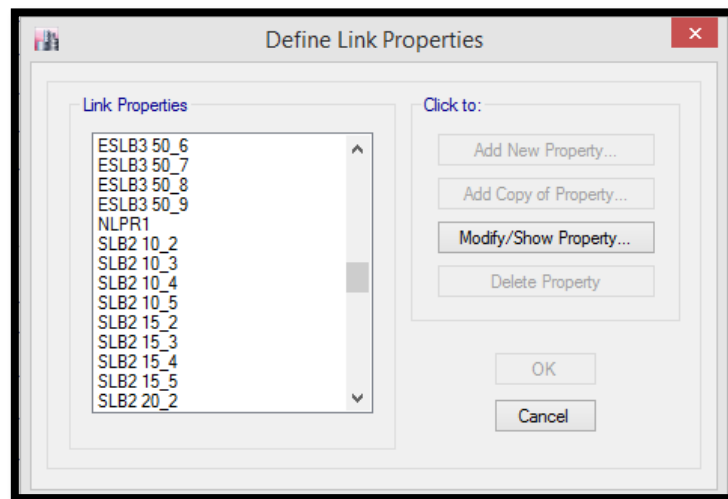 Define Link Properties
Link Properties
ESLB3 50_6
ESLB3 50_7
ESLB3 50_8
ESLB3 50_9
NLPR1
SLB2 10_2
SLB2 10_3
SLB2 10_4
SLB2 10_5
SLB2 15_2
SLB2 15_3
SLB2 15_4
SLB2 15_5
SLB2 20_2
Click to:
Add New Property...
Add Copy of Property...
Modify/Show Property...
Delete Property
OK
Cancel